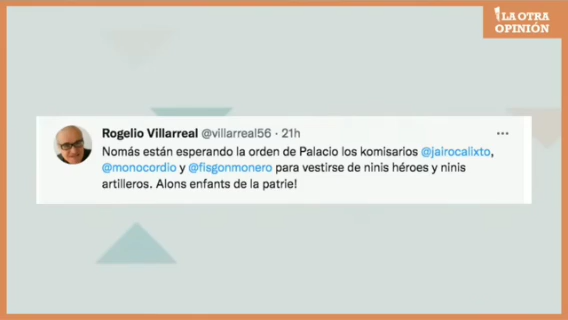 LA OTRA
OPINIÓN
Rogelio Villarreal @villarreal56 · 21h
Nomás están esperando la orden de Palacio los komisarios @jairocalixto,
@monocordio y @fisgonmonero para vestirse de ninis héroes y ninis
artilleros. Alons enfants de la patrie!